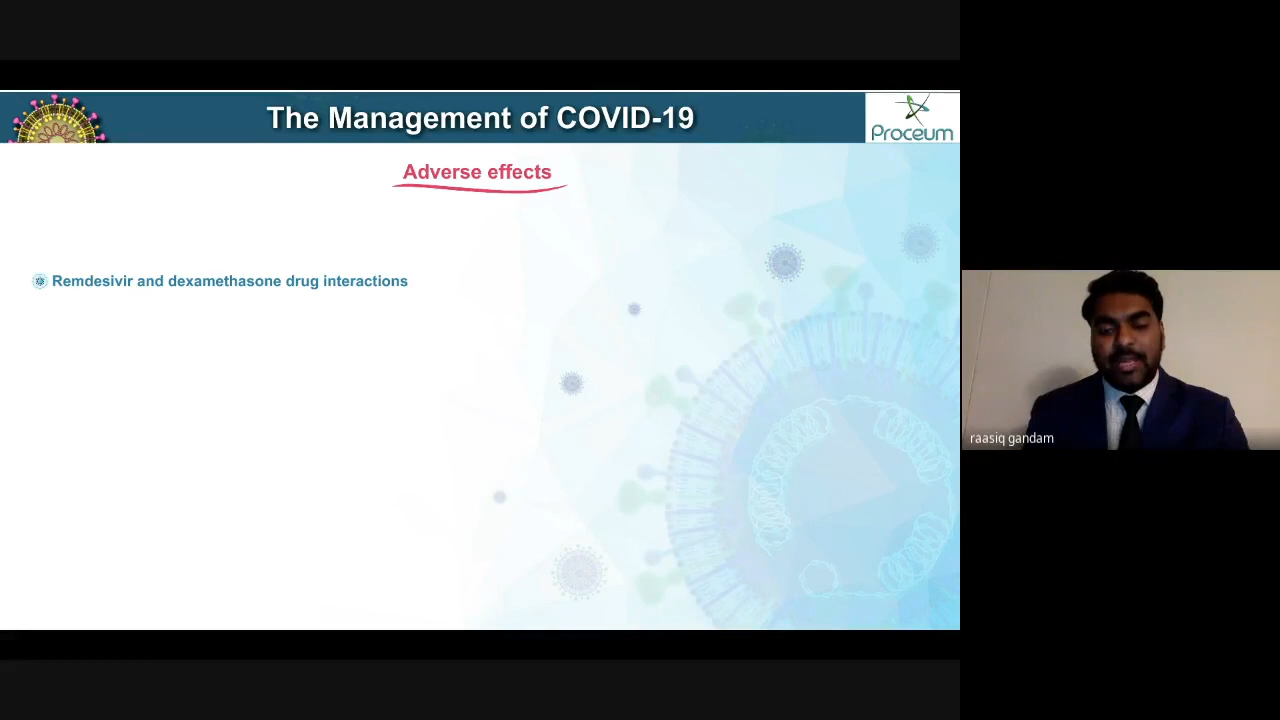 The Management of COVID-19
Proceum
Adverse effects
Remdesivir and dexamethasone drug interactions
raasiq gandam